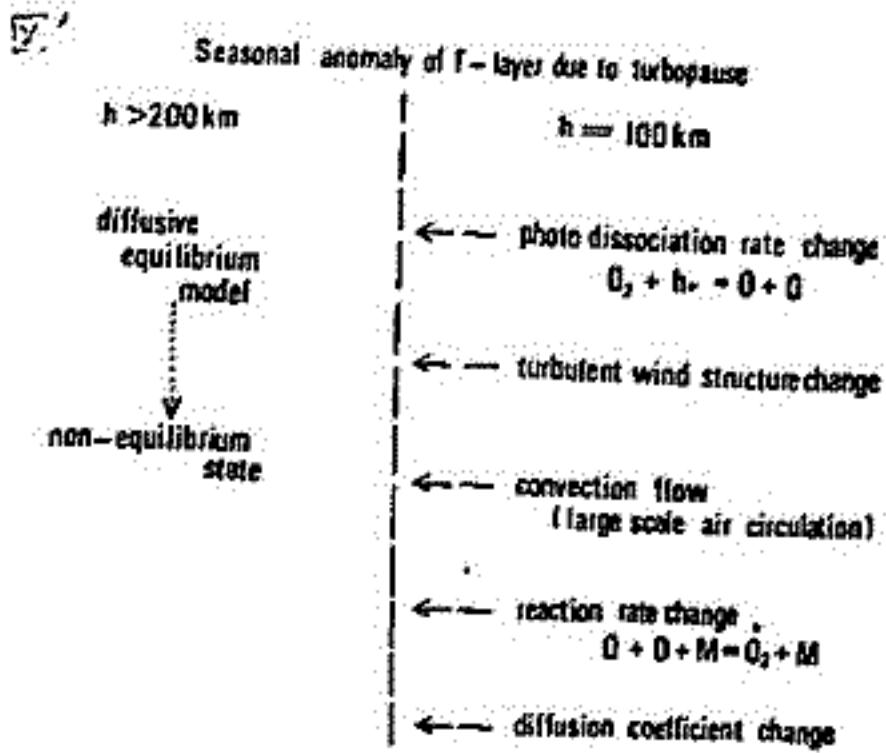 Seasonal anomaly of F-layer due to turbopause
h >200 km
h = 100 km
diffusive
equilibrium
model
non-equilibrium
state
photo dissociation rate change
O₂ + hν = O + O
turbulent wind structure change
convection flow
(large scale air circulation)
reaction rate change
O + O + M = O₂ + M
diffusion coefficient change